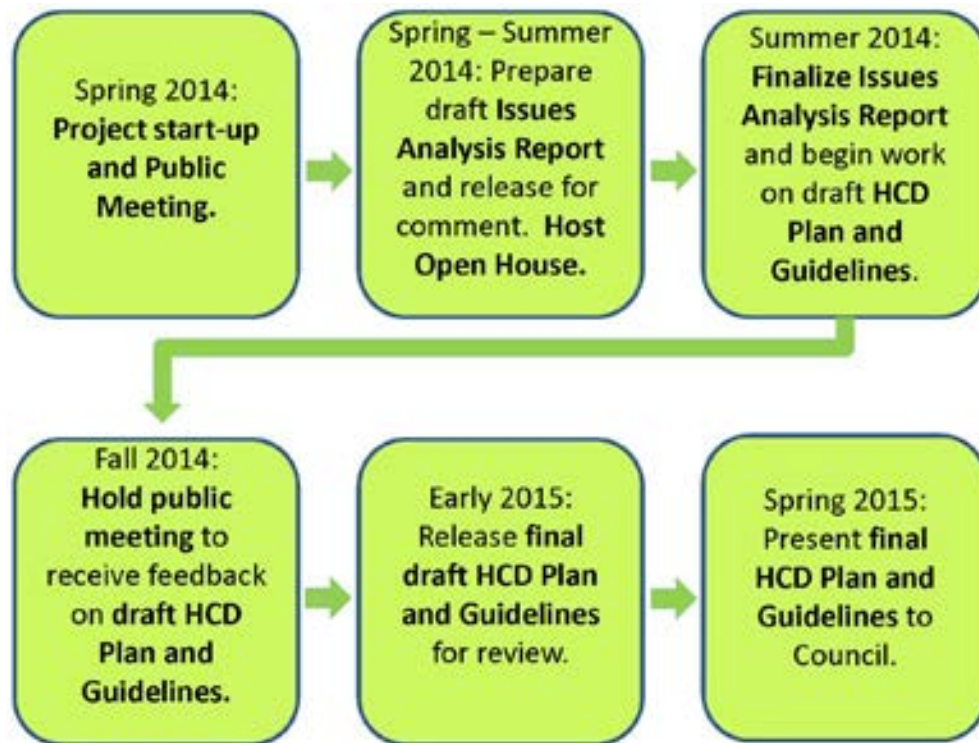 Spring 2014:
Project start-up
and Public
Meeting.
Spring – Summer
2014: Prepare
draft Issues
Analysis Report
and release for
comment. Host
Open House.
Summer 2014:
Finalize Issues
Analysis Report
and begin work
on draft HCD
Plan and
Guidelines.
Fall 2014:
Hold public
meeting to
receive feedback
on draft HCD
Plan and
Guidelines.
Early 2015:
Release final
draft HCD Plan
and Guidelines
for review.
Spring 2015:
Present final
HCD Plan and
Guidelines to
Council.